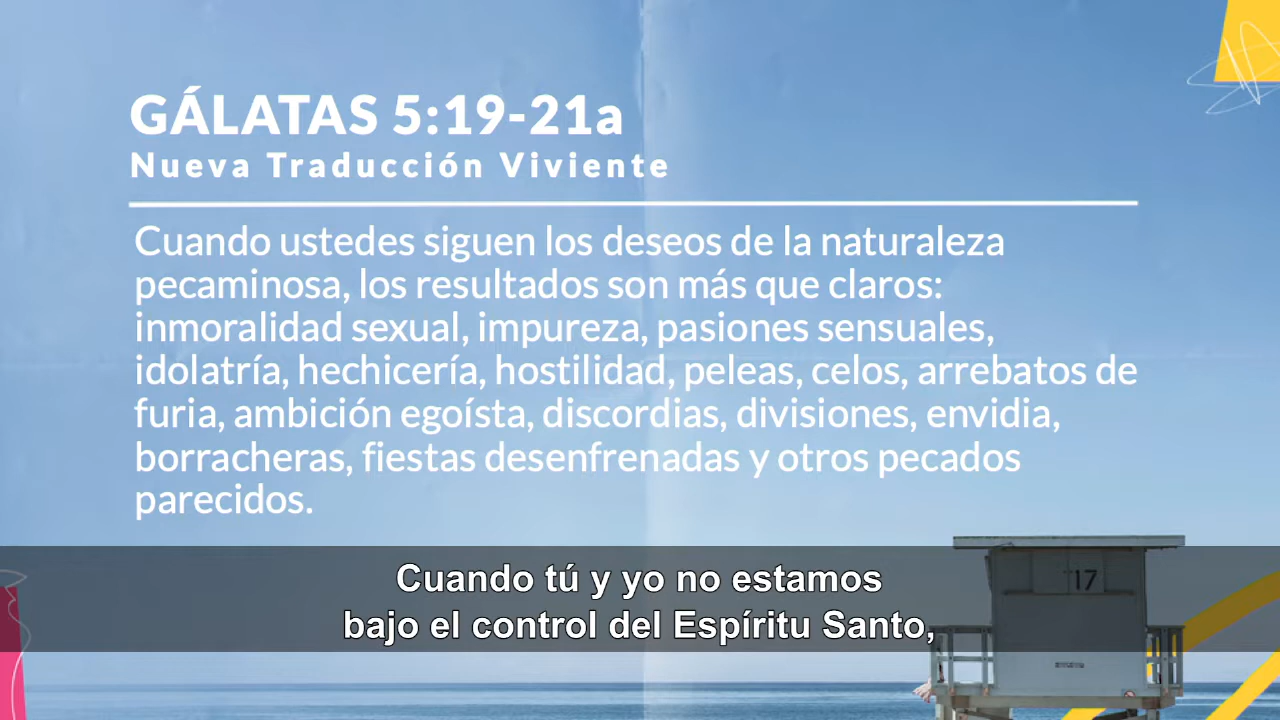 GÁLATAS 5:19-21a
Nueva Traducción Viviente
Cuando ustedes siguen los deseos de la naturaleza
pecaminosa, los resultados son más que claros:
inmoralidad sexual, impureza, pasiones sensuales,
idolatría, hechicería, hostilidad, peleas, celos, arrebatos de
furia, ambición egoísta, discordias, divisiones, envidia,
borracheras, fiestas desenfrenadas y otros pecados
parecidos.
17
Cuando tú y yo no estamos
bajo el control del Espíritu Santo,